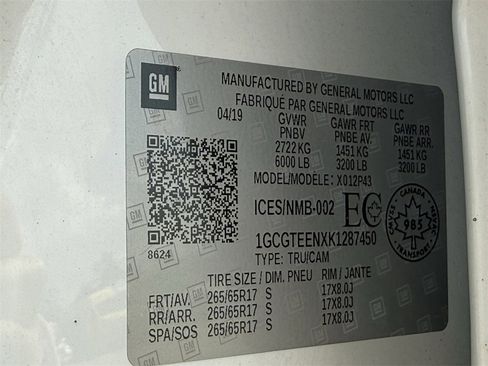 GM
MANUFACTURED BY GENERAL MOTORS LLC
FABRIQUÉ PAR GENERAL MOTORS LLC
04/19 GVWR GAWR FRT GAWR RR
PNBV PNBE AV PNBE ARR.
2722 KG 1451 KG 1451 KG
6000 LB 3200 LB 3200 LB
MODEL/MODÈLE: X012P43
ICES/NMB-002 EC
CANADA
985
1GCGTEENXK1287450
8624
TYPE: TRU/CAM
TIRE SIZE / DIM. PNEU RIM / JANTE
FRT/AV. 265/65R17 S 17X8.0J
RR/ARR. 265/65R17 S 17X8.0J
SPA/SOS 265/65R17 S 17X8.0J